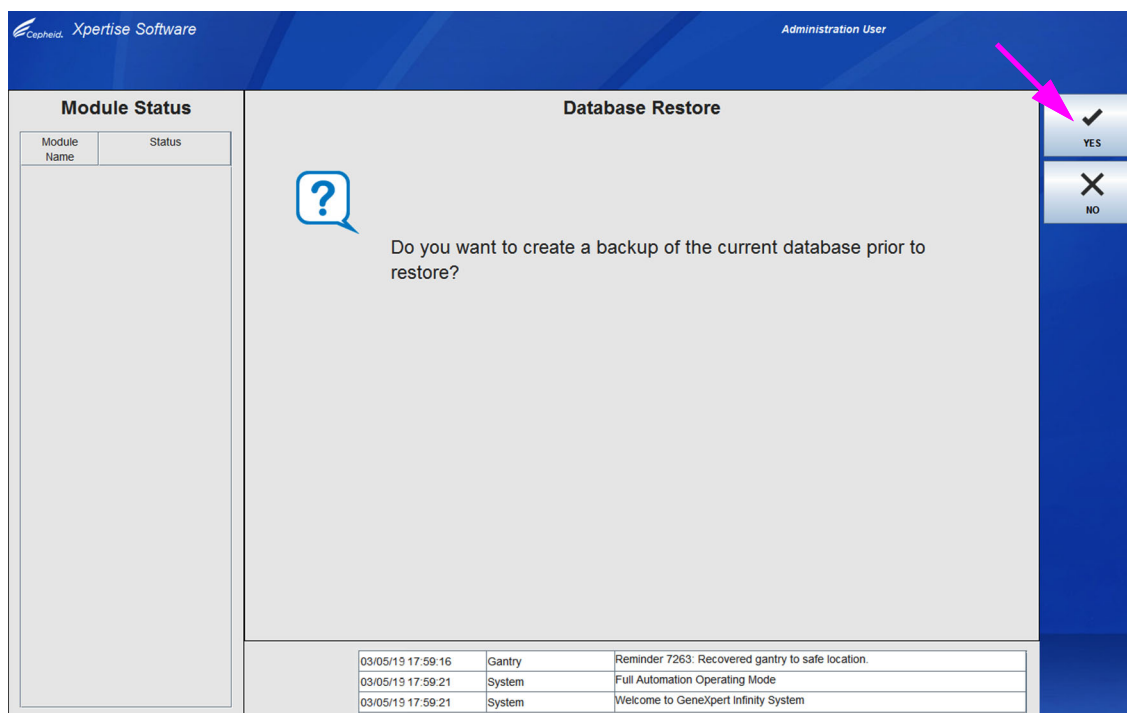 Cepheid. Xpertise Software
Administration User
Module Status
Module Name
Status
Database Restore
?
Do you want to create a backup of the current database prior to
restore?
YES
NO
03/05/19 17:59:16 Gantry Reminder 7263: Recovered gantry to safe location.
03/05/19 17:59:21 System Full Automation Operating Mode
03/05/19 17:59:21 System Welcome to GeneXpert Infinity System